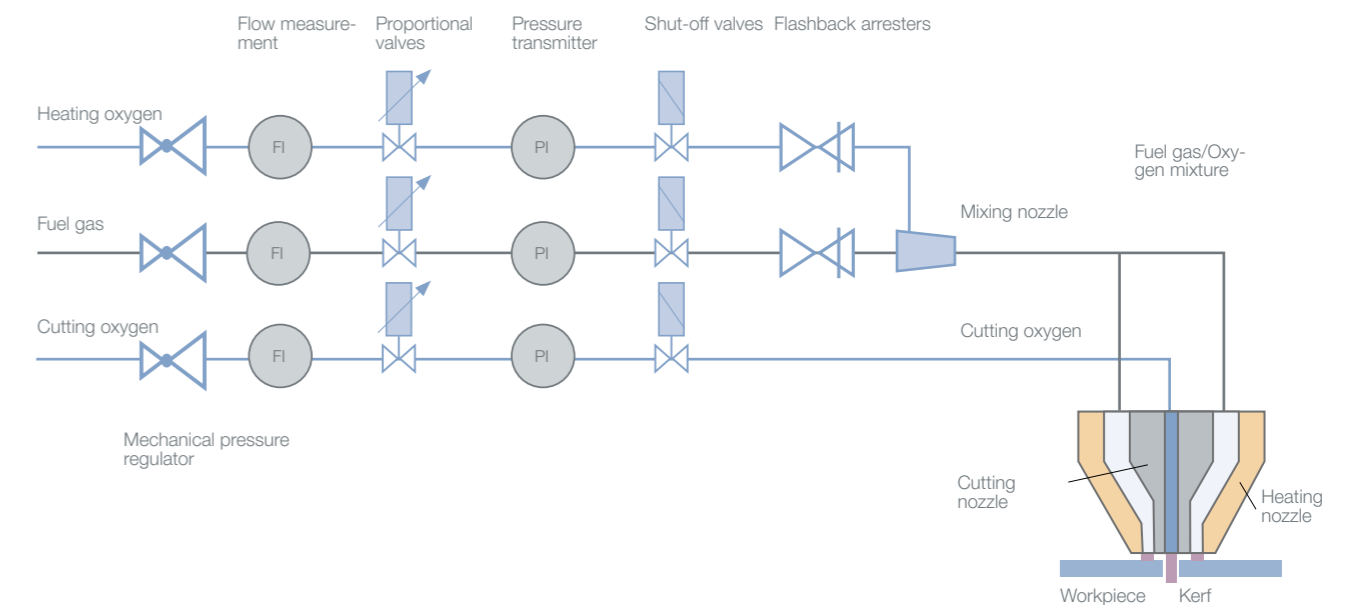 Flow measure-
ment
Proportional
valves
Pressure
transmitter
Shut-off valves
Flashback arresters
Heating oxygen
FI
PI
Fuel gas/Oxy-
gen mixture
Mixing nozzle
Fuel gas
FI
PI
Cutting oxygen
FI
PI
Cutting oxygen
Mechanical pressure
regulator
Cutting
nozzle
Heating
nozzle
Workpiece
Kerf